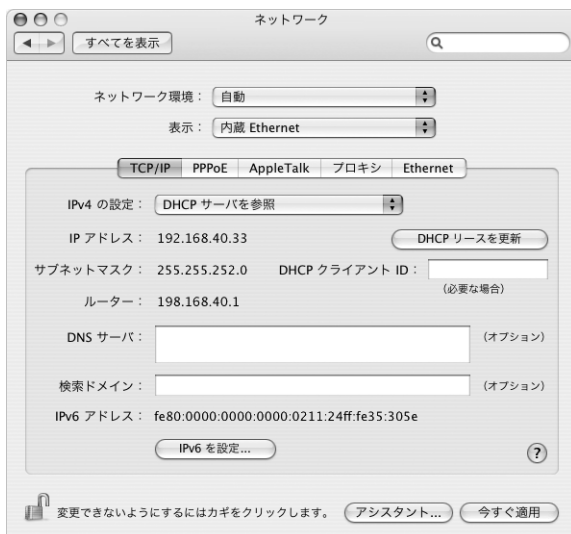 ネットワーク
すべてを表示
ネットワーク環境： 自動
表示： 内蔵 Ethernet
TCP/IP PPPoE AppleTalk プロキシ Ethernet
IPv4 の設定： DHCP サーバを参照
IP アドレス： 192.168.40.33 DHCP リースを更新
サブネットマスク： 255.255.252.0 DHCP クライアント ID：
(必要な場合)
ルーター： 198.168.40.1
DNS サーバ： (オプション)
検索ドメイン： (オプション)
IPv6 アドレス： fe80:0000:0000:0000:0211:24ff:fe35:305e
IPv6 を設定... ?
変更できないようにするにはカギをクリックします。 アシスタント... 今すぐ適用